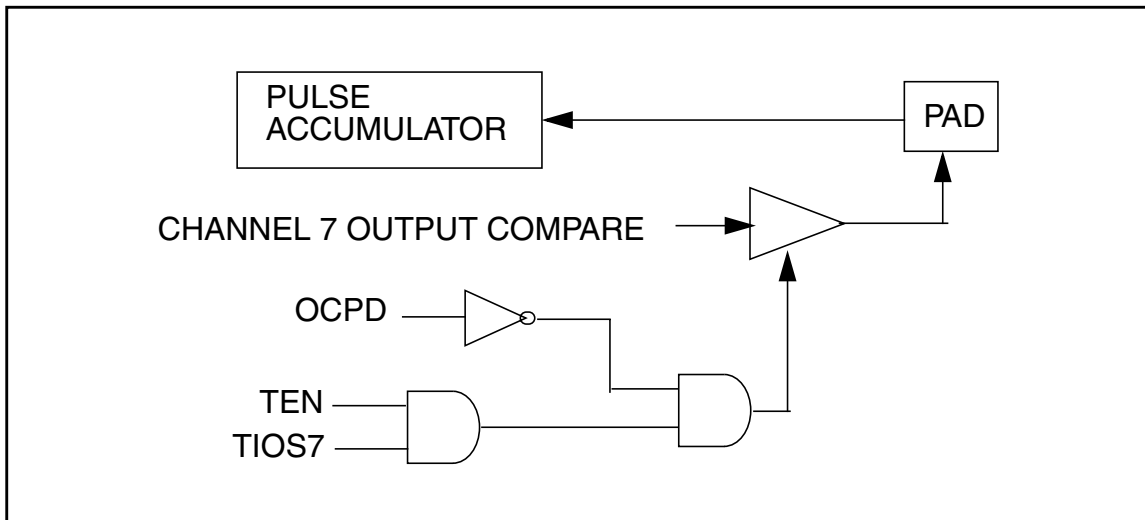 PULSE
ACCUMULATOR
PAD
CHANNEL 7 OUTPUT COMPARE
OCPD
TEN
TIOS7